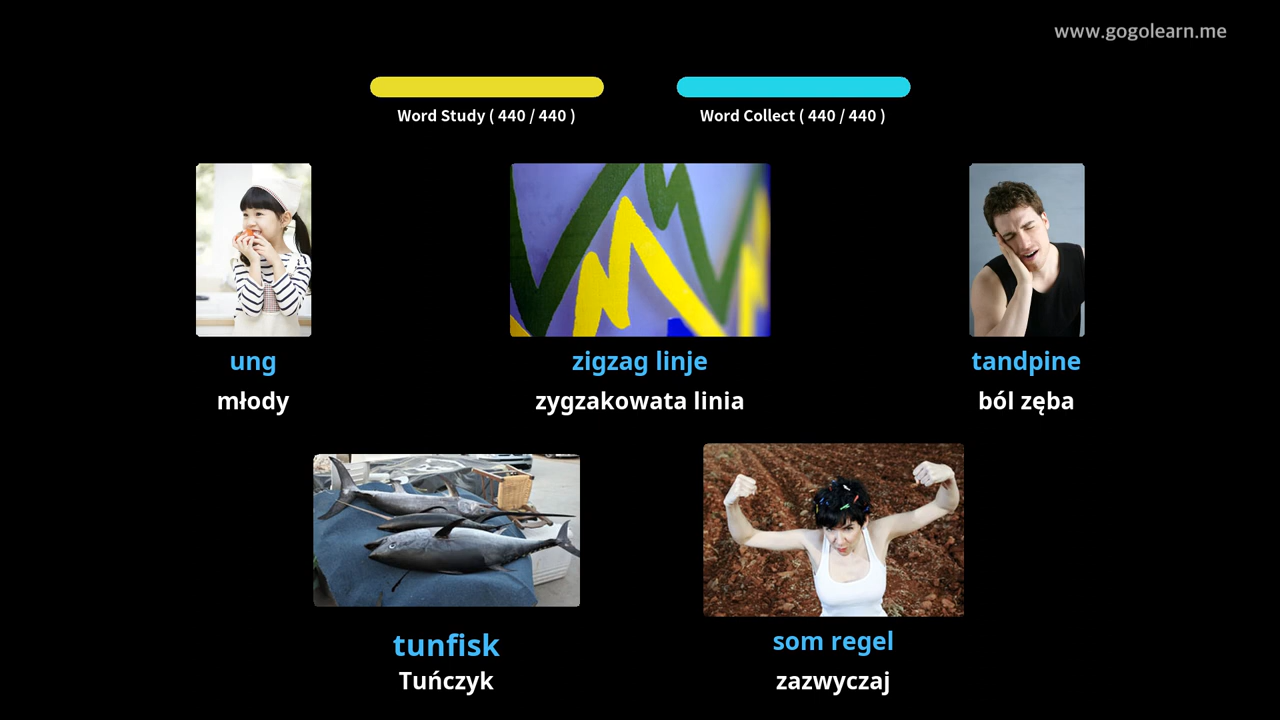 www.gogolearn.me
Word Study ( 440 / 440 )
Word Collect ( 440 / 440 )
ung
młody
zigzag linje
zygzakowata linia
tandpine
ból zęba
tunfisk
Tuńczyk
som regel
zazwyczaj